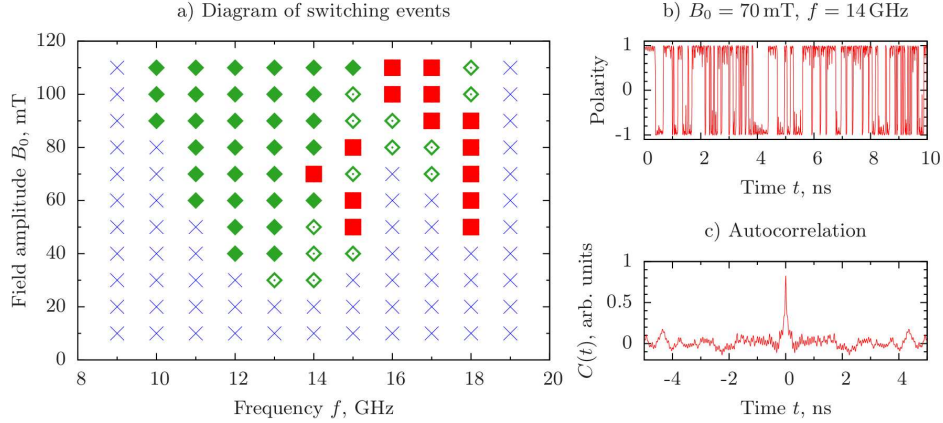 a) Diagram of switching events
120
100
80
60
40
20
0
Field amplitude B₀, mT
8 10 12 14 16 18 20
Frequency f, GHz
b) B₀ = 70 mT, f = 14 GHz
1
0
-1
Polarity
0 2 4 6 8 10
Time t, ns
c) Autocorrelation
1
0.5
0
C(t), arb. units
-4 -2 0 2 4
Time t, ns